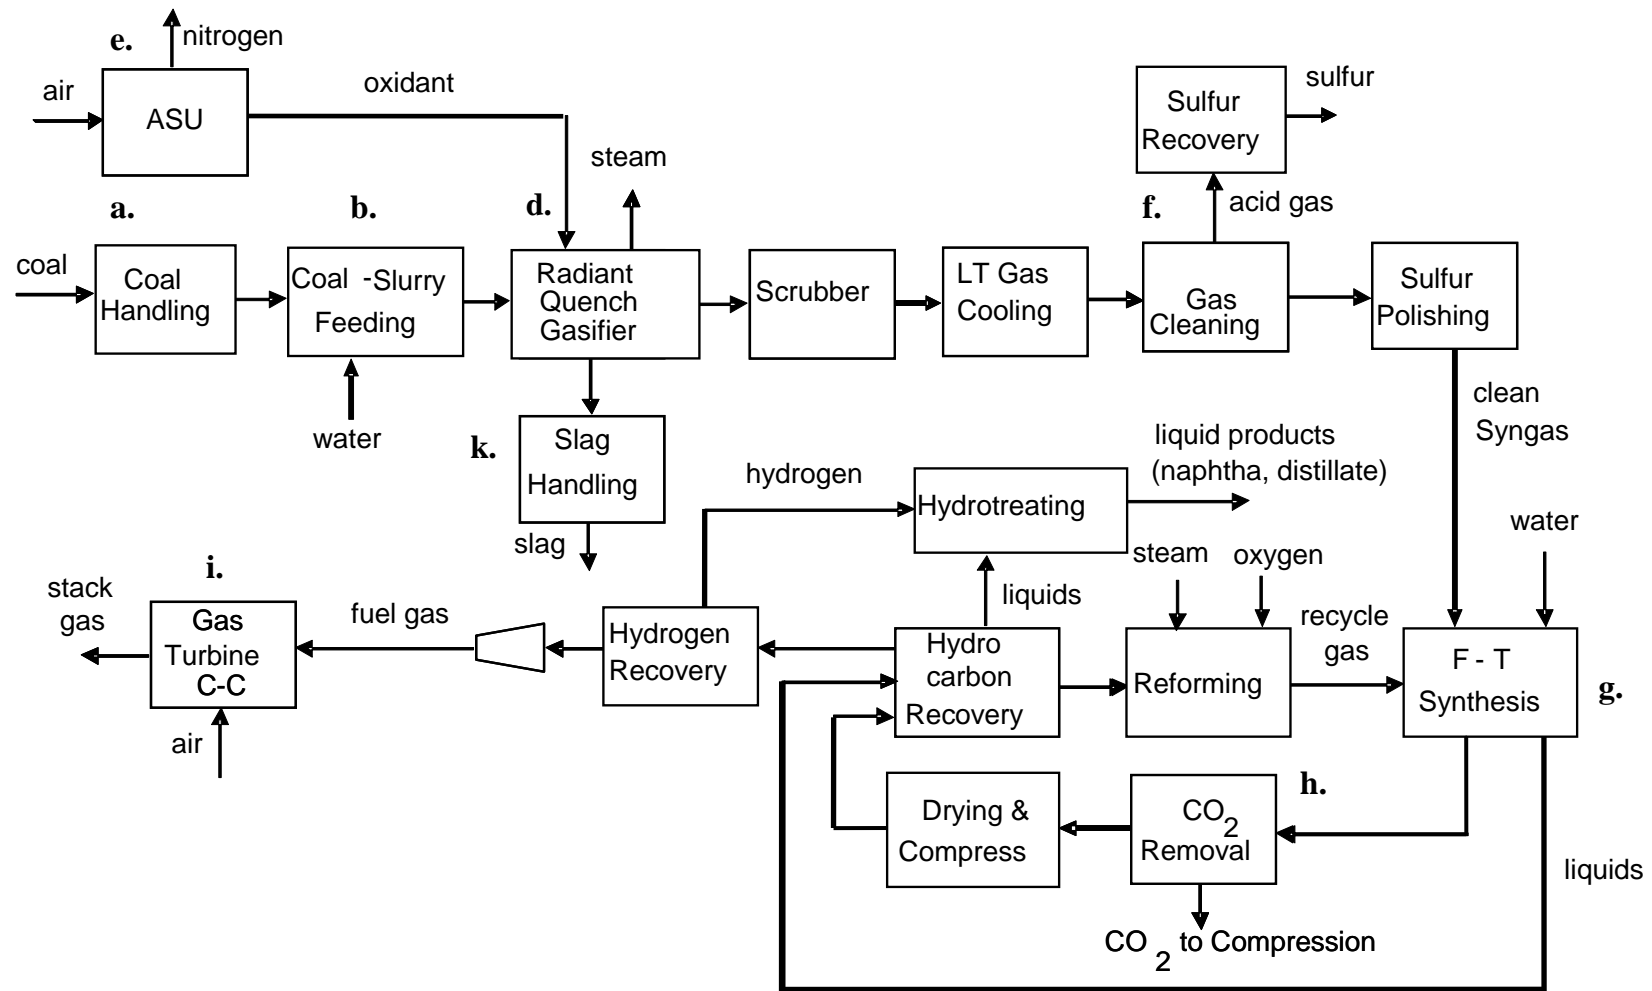 nitrogen
e.
air
ASU
oxidant
steam
Sulfur
Recovery
sulfur
a.
b.
d.
f.
acid gas
coal
Coal
Handling
Coal -Slurry
Feeding
Radiant
Quench
Gasifier
Scrubber
LT Gas
Cooling
Gas
Cleaning
Sulfur
Polishing
water
k.
Slag
Handling
slag
clean
Syngas
hydrogen
Hydrotreating
liquid products
(naphtha, distillate)
water
steam
oxygen
liquids
recycle
gas
i.
stack
gas
Gas
Turbine
C-C
air
fuel gas
Hydrogen
Recovery
Hydro
carbon
Recovery
Reforming
F - T
Synthesis
g.
h.
Drying &
Compress
CO2
Removal
liquids
CO2 to Compression